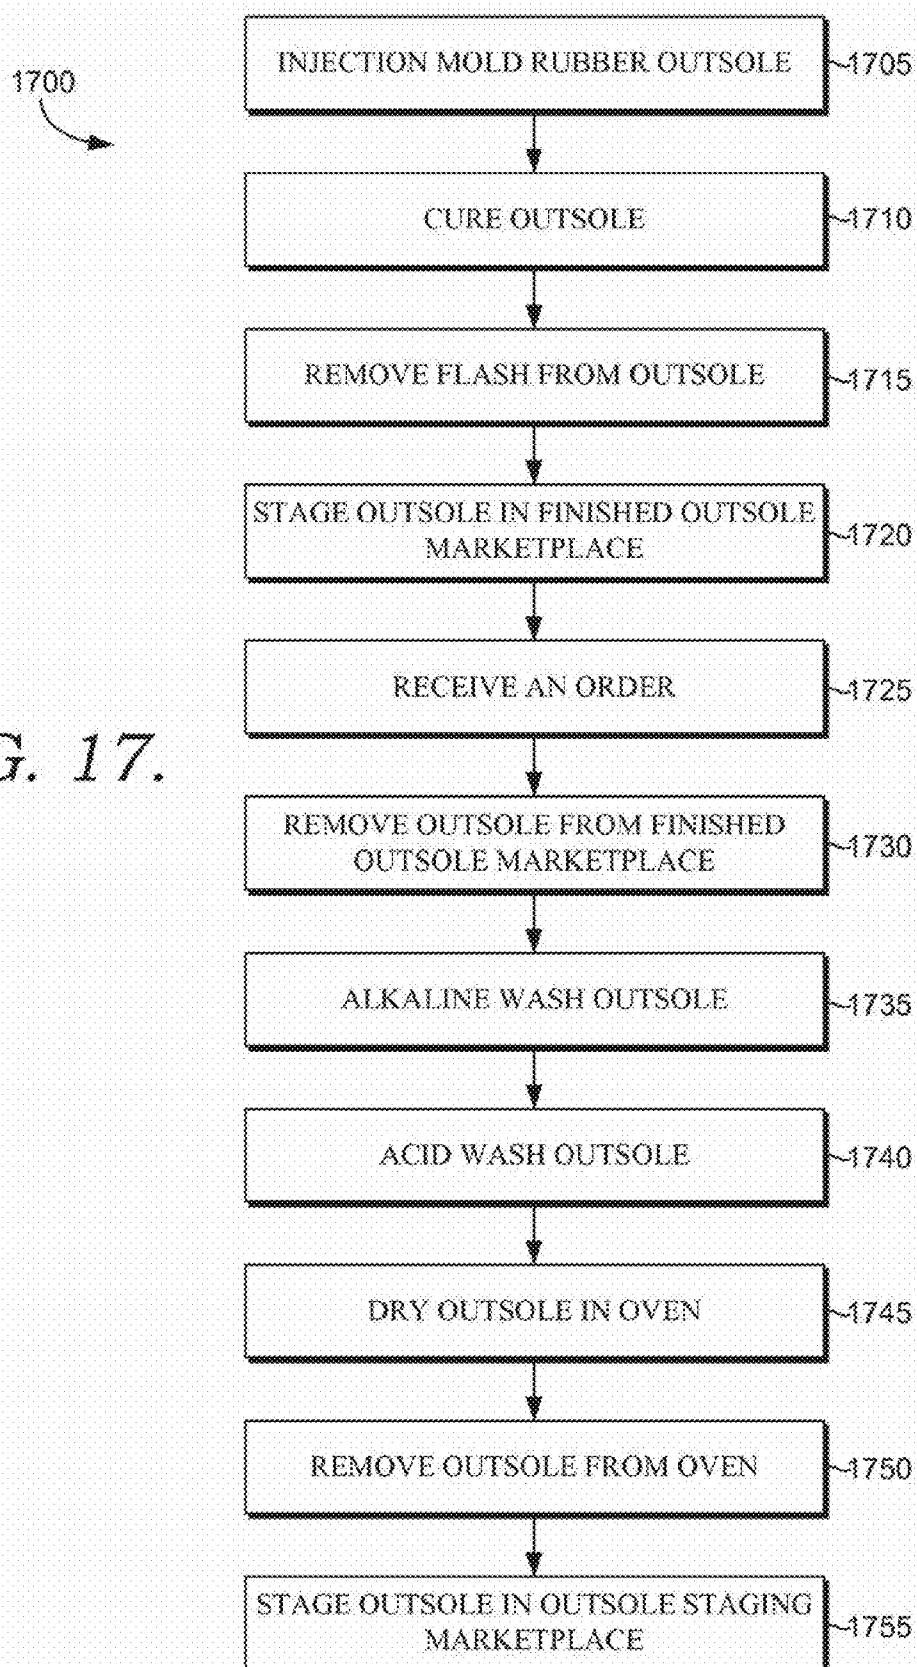 INJECTION MOLD RUBBER OUTSOLE
1705
1700
CURE OUTSOLE
1710
REMOVE FLASH FROM OUTSOLE
1715
STAGE OUTSOLE IN FINISHED OUTSOLE
MARKETPLACE
1720
RECEIVE AN ORDER
1725
G. 17.
REMOVE OUTSOLE FROM FINISHED
OUTSOLE MARKETPLACE
1730
ALKALINE WASH OUTSOLE
1735
ACID WASH OUTSOLE
1740
DRY OUTSOLE IN OVEN
1745
REMOVE OUTSOLE FROM OVEN
1750
STAGE OUTSOLE IN OUTSOLE STAGING
MARKETPLACE
1755